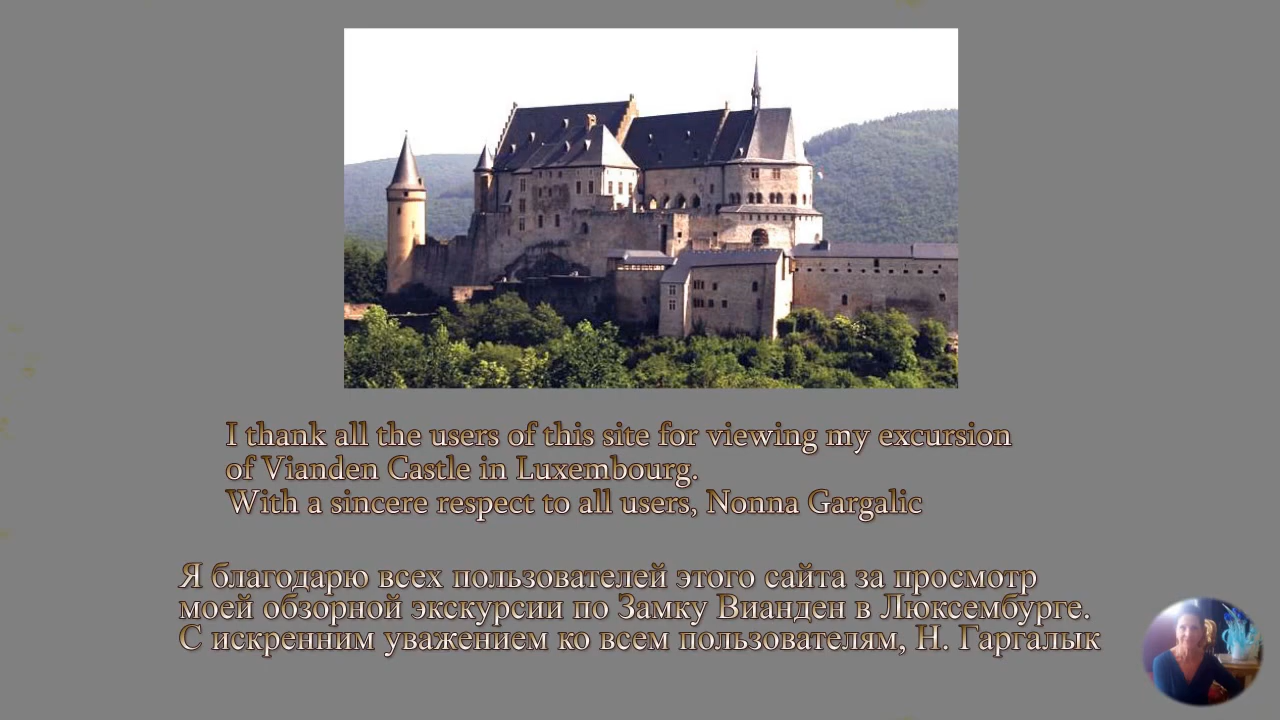 I thank all the users of this site for viewing my excursion
of Vianden Castle in Luxembourg.
With a sincere respect to all users, Nonna Gargalic
Я благодарю всех пользователей этого сайта за просмотр
моей обзорной экскурсии по Замку Вианден в Люксембурге.
С искренним уважением ко всем пользователям, Н. Гаргалык